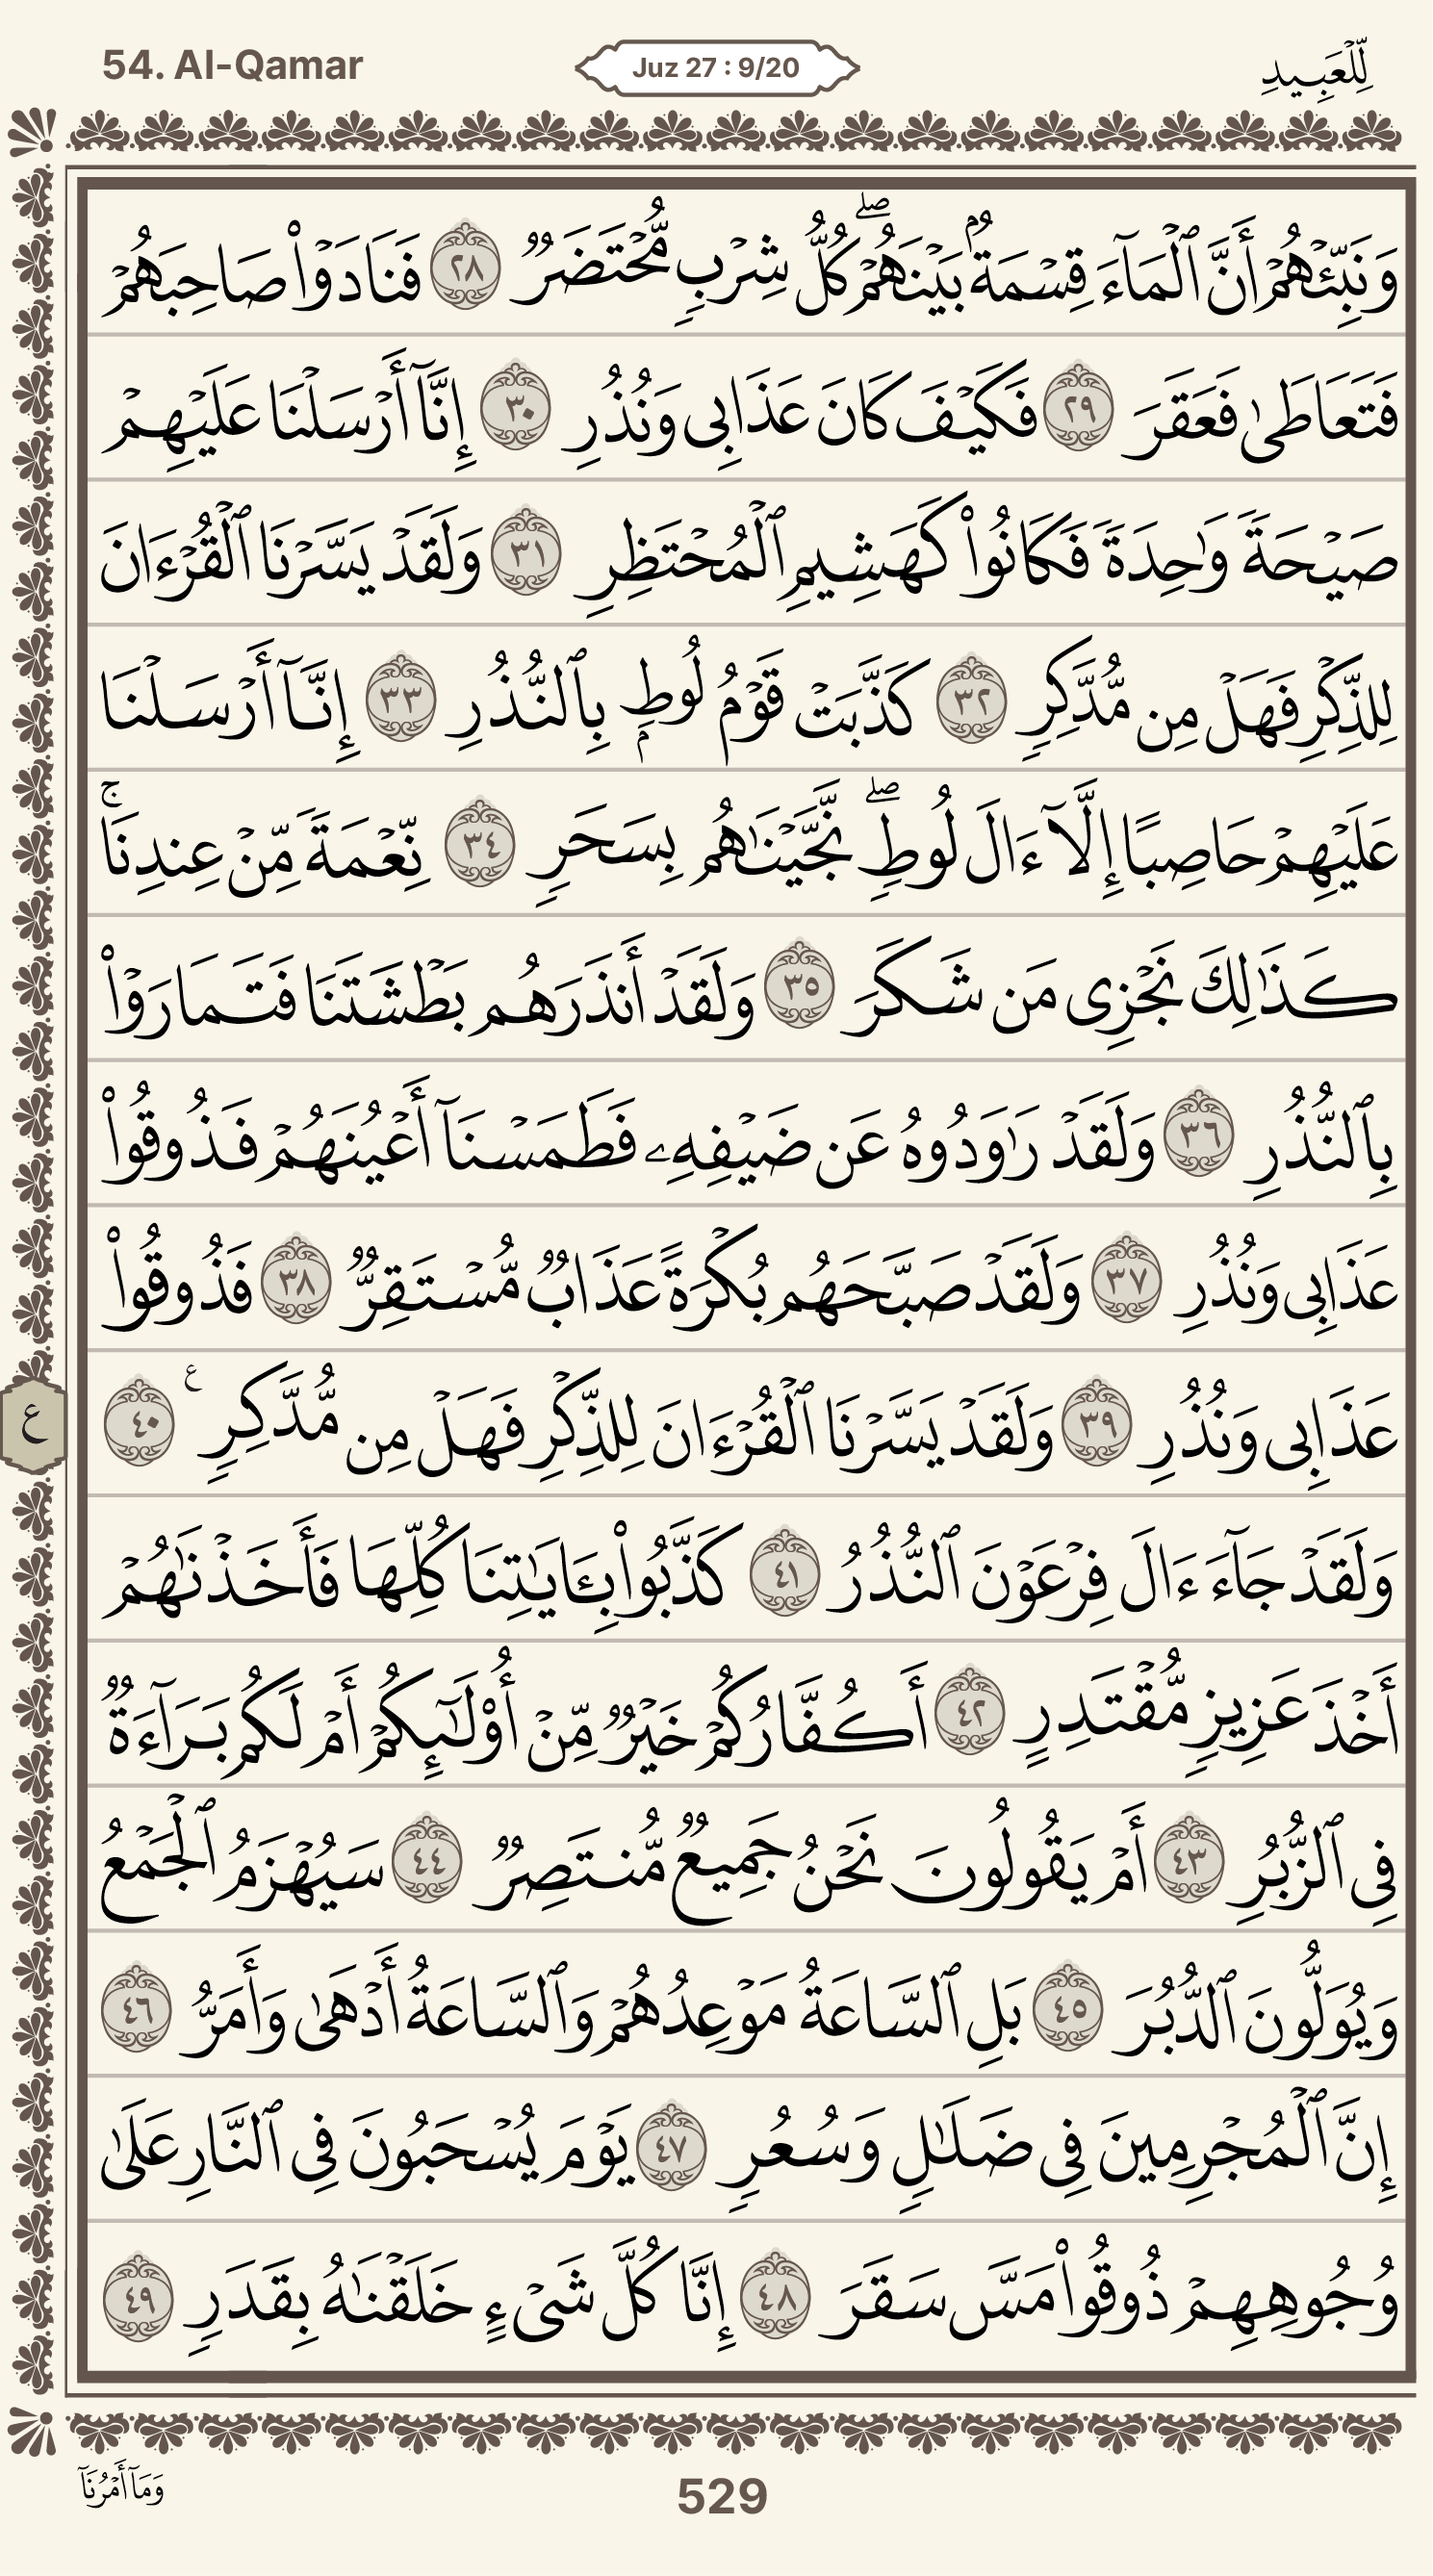 54. Al-Qamar
Juz 27 : 9/20
لِّلْعَبِيدِ
وَنَبِّئْهُمْ أَنَّ ٱلْمَآءَ قِسْمَةٌۢ بَيْنَهُمْ ۖ كُلُّ شِرْبٍ مُّحْتَضَرٌ ٢٨ فَنَادَوْا۟ صَاحِبَهُمْ
فَتَعَاطَىٰ فَعَقَرَ ٢٩ فَكَيْفَ كَانَ عَذَابِى وَنُذُرِ ٣٠ إِنَّآ أَرْسَلْنَا عَلَيْهِمْ
صَيْحَةً وَٰحِدَةً فَكَانُوا۟ كَهَشِيمِ ٱلْمُحْتَظِرِ ٣١ وَلَقَدْ يَسَّرْنَا ٱلْقُرْءَانَ
لِلذِّكْرِ فَهَلْ مِن مُّدَّكِرٍ ٣٢ كَذَّبَتْ قَوْمُ لُوطٍۭ بِٱلنُّذُرِ ٣٣ إِنَّآ أَرْسَلْنَا
عَلَيْهِمْ حَاصِبًا إِلَّآ ءَالَ لُوطٍ ۖ نَّجَّيْنَٰهُم بِسَحَرٍ ٣٤ نِّعْمَةً مِّنْ عِندِنَا ۚ
كَذَٰلِكَ نَجْزِى مَن شَكَرَ ٣٥ وَلَقَدْ أَنذَرَهُم بَطْشَتَنَا فَتَمَارَوْا۟
بِٱلنُّذُرِ ٣٦ وَلَقَدْ رَٰوَدُوهُ عَن ضَيْفِهِۦ فَطَمَسْنَآ أَعْيُنَهُمْ فَذُوقُوا۟
عَذَابِى وَنُذُرِ ٣٧ وَلَقَدْ صَبَّحَهُم بُكْرَةً عَذَابٌ مُّسْتَقِرٌّ ٣٨ فَذُوقُوا۟
عَذَابِى وَنُذُرِ ٣٩ وَلَقَدْ يَسَّرْنَا ٱلْقُرْءَانَ لِلذِّكْرِ فَهَلْ مِن مُّدَّكِرٍ ع ٤٠
ع
وَلَقَدْ جَآءَ ءَالَ فِرْعَوْنَ ٱلنُّذُرُ ٤١ كَذَّبُوا۟ بِـَٔايَٰتِنَا كُلِّهَا فَأَخَذْنَٰهُمْ
أَخْذَ عَزِيزٍ مُّقْتَدِرٍ ٤٢ أَكُفَّارُكُمْ خَيْرٌ مِّنْ أُو۟لَٰٓئِكُمْ أَمْ لَكُم بَرَآءَةٌ
فِى ٱلزُّبُرِ ٤٣ أَمْ يَقُولُونَ نَحْنُ جَمِيعٌ مُّنتَصِرٌ ٤٤ سَيُهْزَمُ ٱلْجَمْعُ
وَيُوَلُّونَ ٱلدُّبُرَ ٤٥ بَلِ ٱلسَّاعَةُ مَوْعِدُهُمْ وَٱلسَّاعَةُ أَدْهَىٰ وَأَمَرُّ ٤٦
إِنَّ ٱلْمُجْرِمِينَ فِى ضَلَٰلٍ وَسُعُرٍ ٤٧ يَوْمَ يُسْحَبُونَ فِى ٱلنَّارِ عَلَىٰ
وُجُوهِهِمْ ذُوقُوا۟ مَسَّ سَقَرَ ٤٨ إِنَّا كُلَّ شَىْءٍ خَلَقْنَٰهُ بِقَدَرٍ ٤٩
وَمَآ أَمْرُنَآ
529